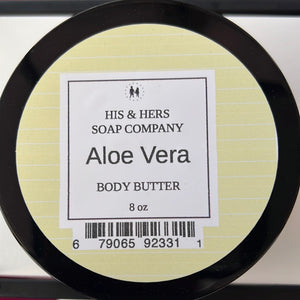 HIS & HERS
SOAP COMPANY
Aloe Vera
BODY BUTTER
8 oz
6 79065 92331 1